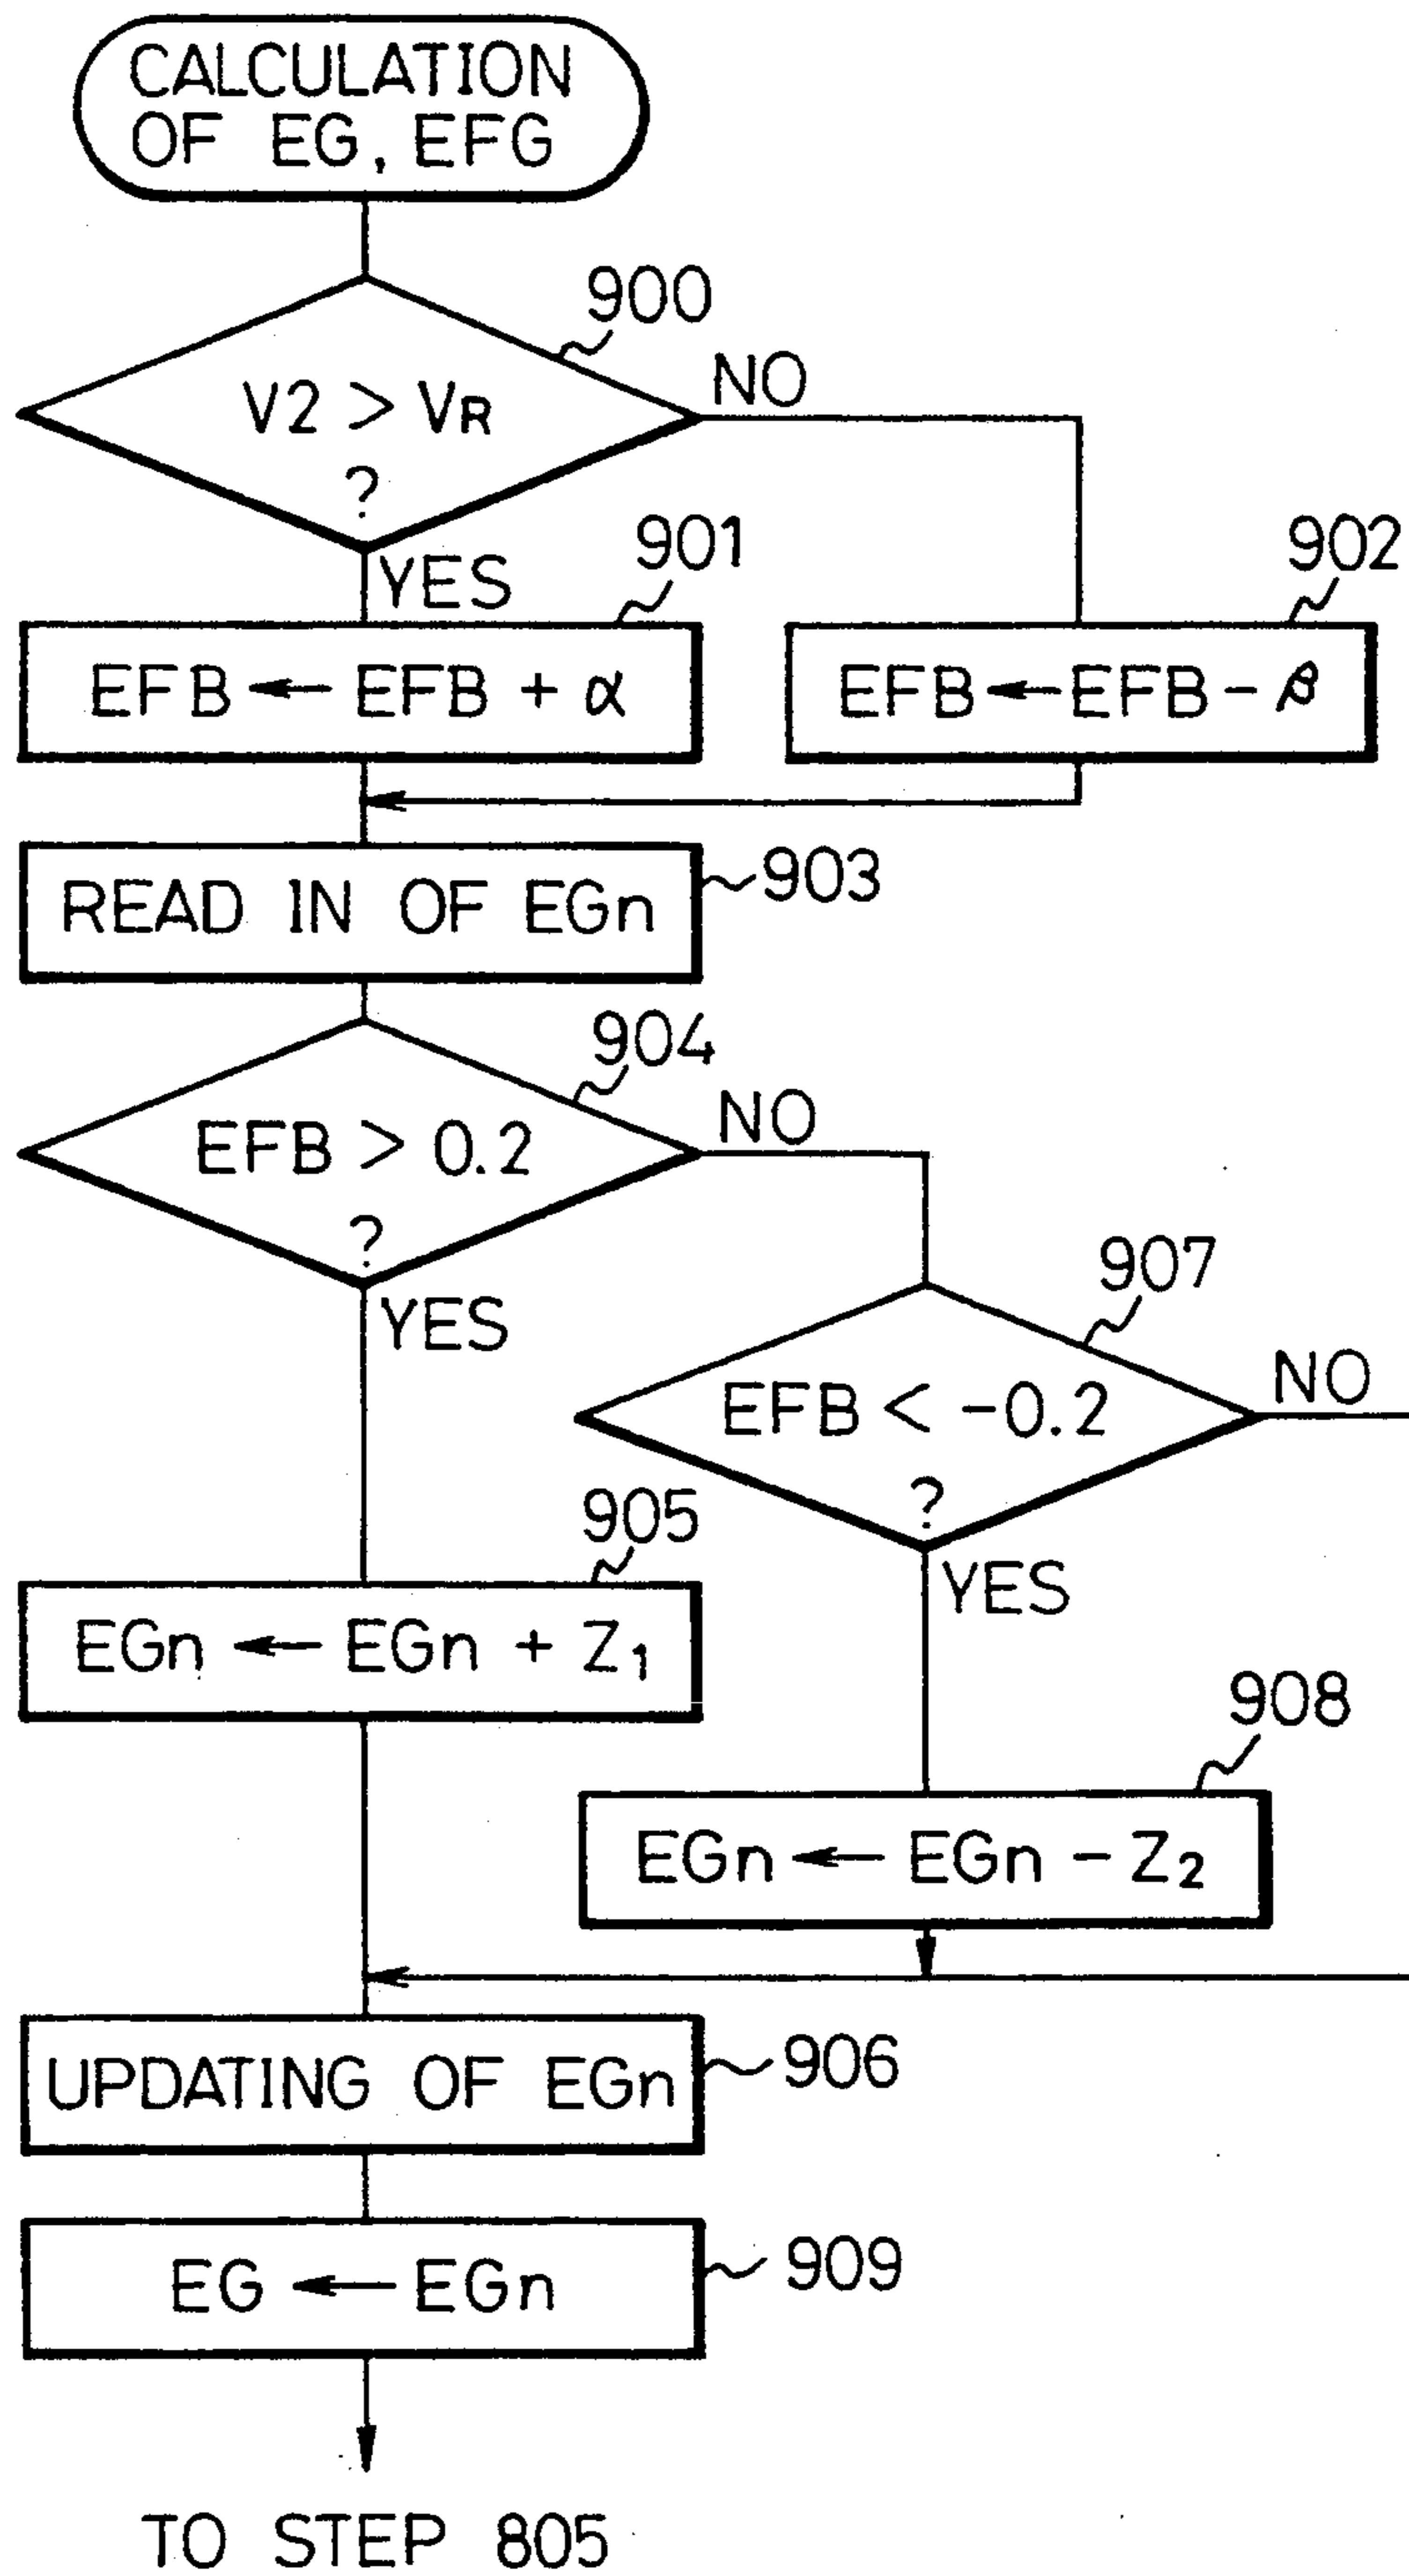 CALCULATION
OF EG, EFG
900
V2 > VR
?
NO
YES
901
902
EFB ← EFB + α
EFB ← EFB - β
READ IN OF EGn
903
904
EFB > 0.2
?
NO
YES
907
EFB < -0.2
?
NO
YES
905
EGn ← EGn + Z1
908
EGn ← EGn - Z2
UPDATING OF EGn
906
EG ← EGn
909
TO STEP 805